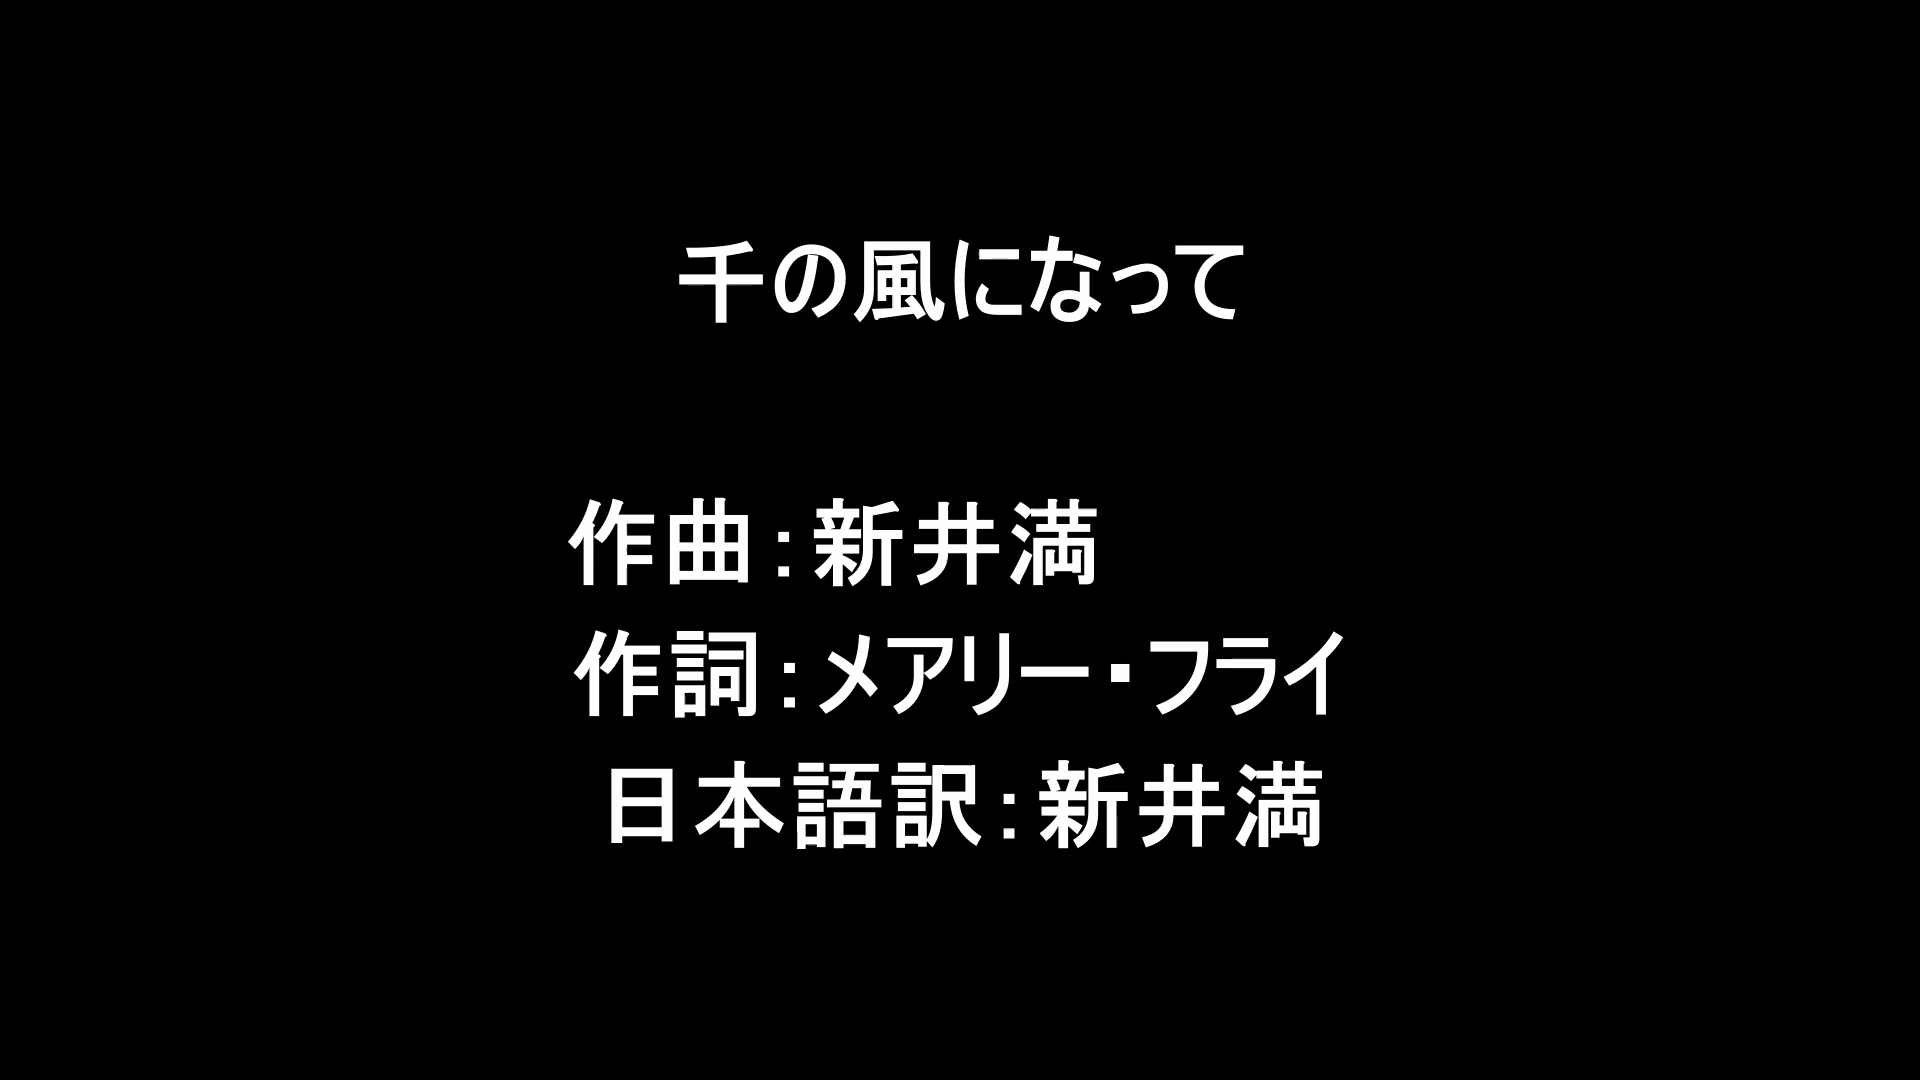 千の風になって
作曲：新井満
作詞：メアリー・フライ
日本語訳：新井満